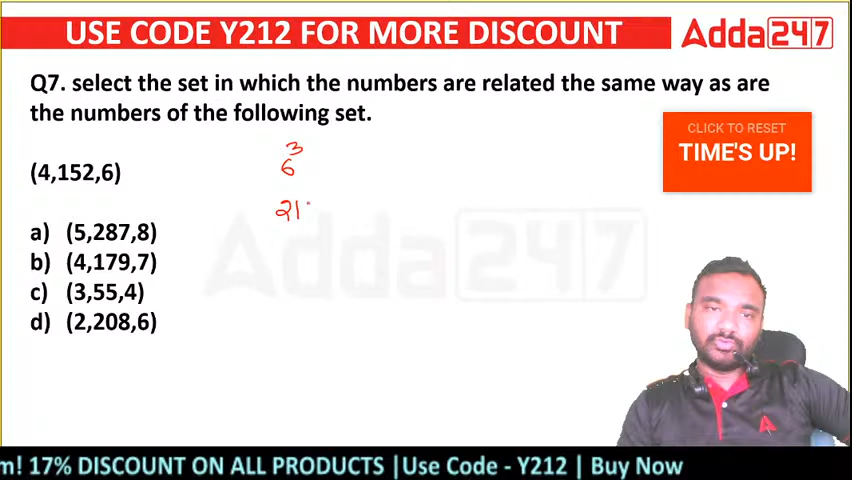 USE CODE Y212 FOR MORE DISCOUNT
Adda247
Q7. select the set in which the numbers are related the same way as are
the numbers of the following set.
CLICK TO RESET
TIME'S UP!
(4,152,6)
6³
21
a) (5,287,8)
b) (4,179,7)
c) (3,55,4)
d) (2,208,6)
Adda247
m! 17% DISCOUNT ON ALL PRODUCTS |Use Code - Y212 | Buy Now